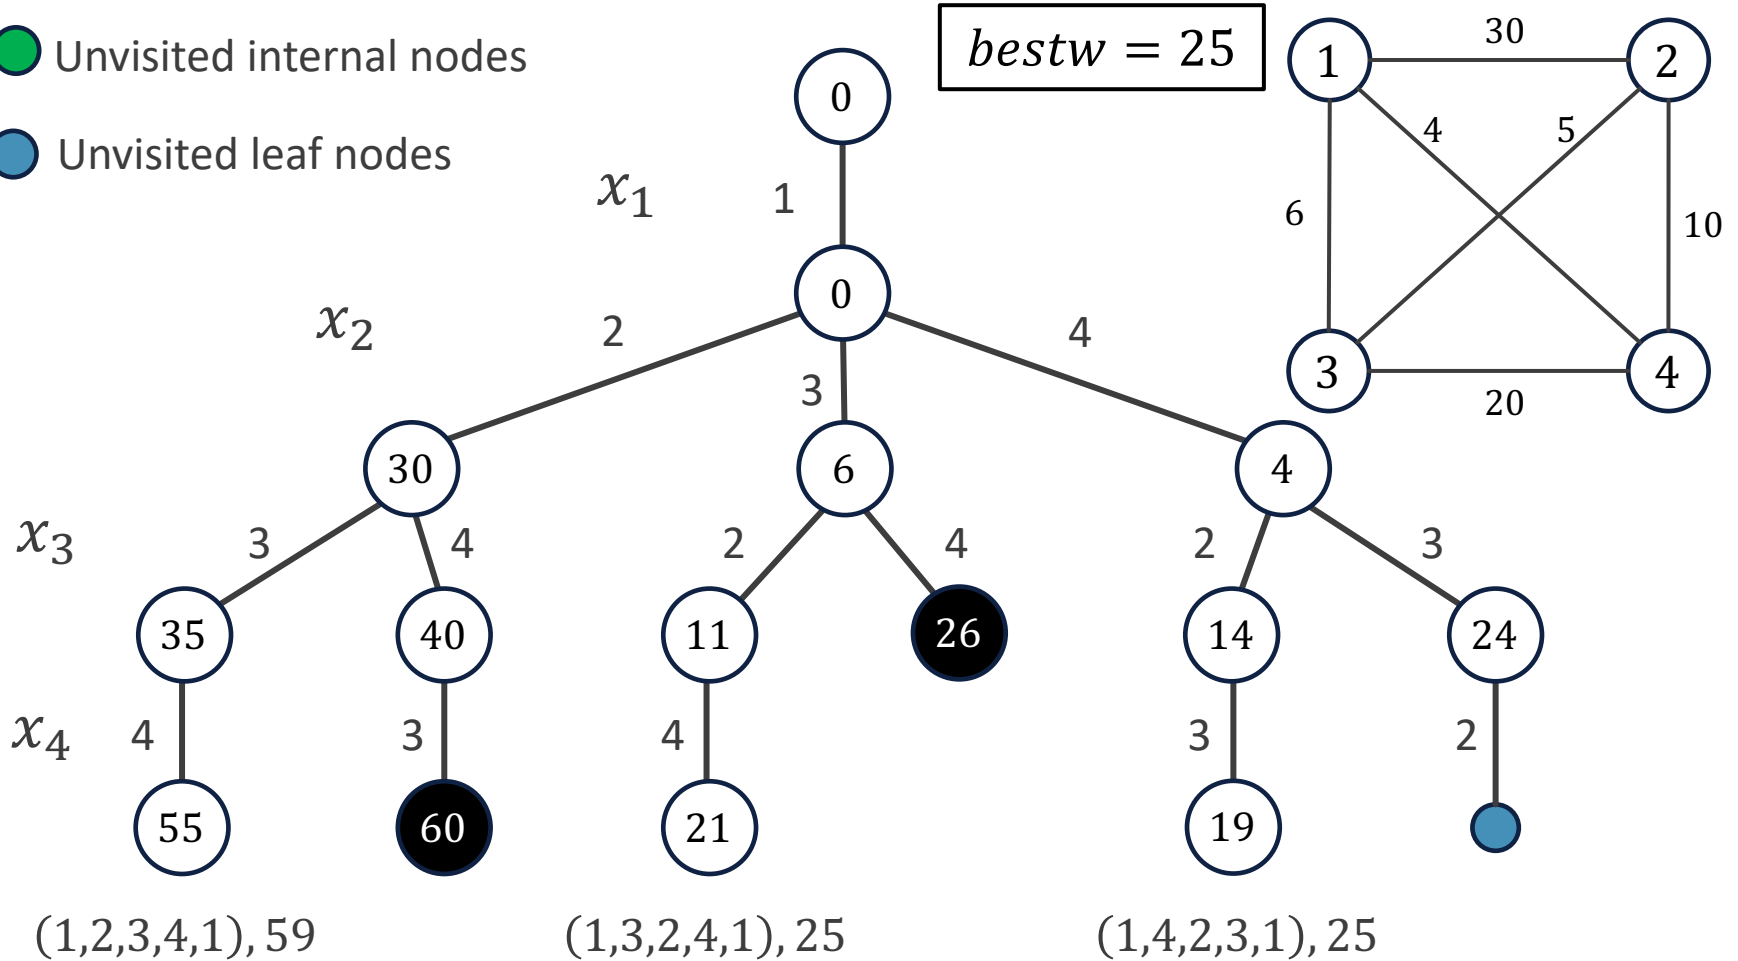 Unvisited internal nodes
Unvisited leaf nodes
bestw = 25
1 30 2
4 5
6 10
3 20 4
0
x₁ 1
0
x₂ 2 3 4
30 6 4
x₃ 3 4 2 4 2 3
35 40 11 26 14 24
x₄ 4 3 4 3 2
55 60 21 19
(1,2,3,4,1), 59
(1,3,2,4,1), 25
(1,4,2,3,1), 25